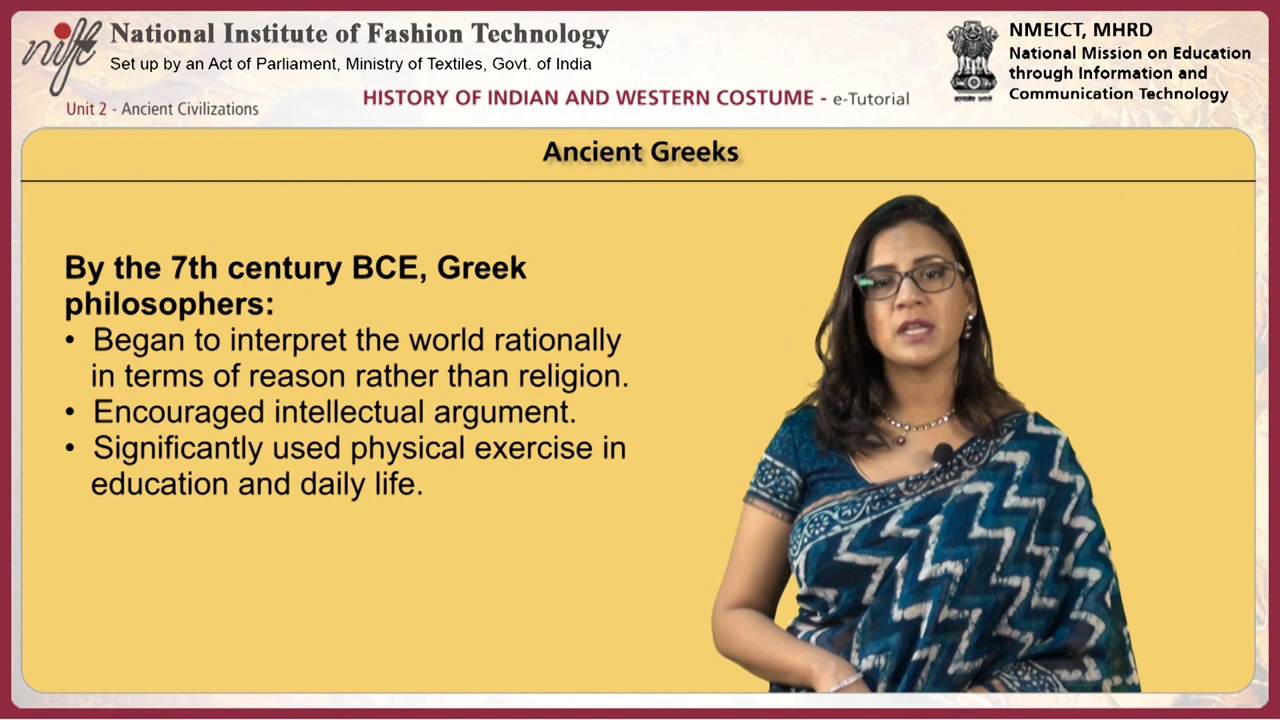 nift
National Institute of Fashion Technology
Set up by an Act of Parliament, Ministry of Textiles, Govt. of India
NMEICT, MHRD
National Mission on Education
through Information and
Communication Technology
Unit 2 - Ancient Civilizations
HISTORY OF INDIAN AND WESTERN COSTUME - e-Tutorial
Ancient Greeks
By the 7th century BCE, Greek
philosophers:
• Began to interpret the world rationally
in terms of reason rather than religion.
• Encouraged intellectual argument.
• Significantly used physical exercise in
education and daily life.